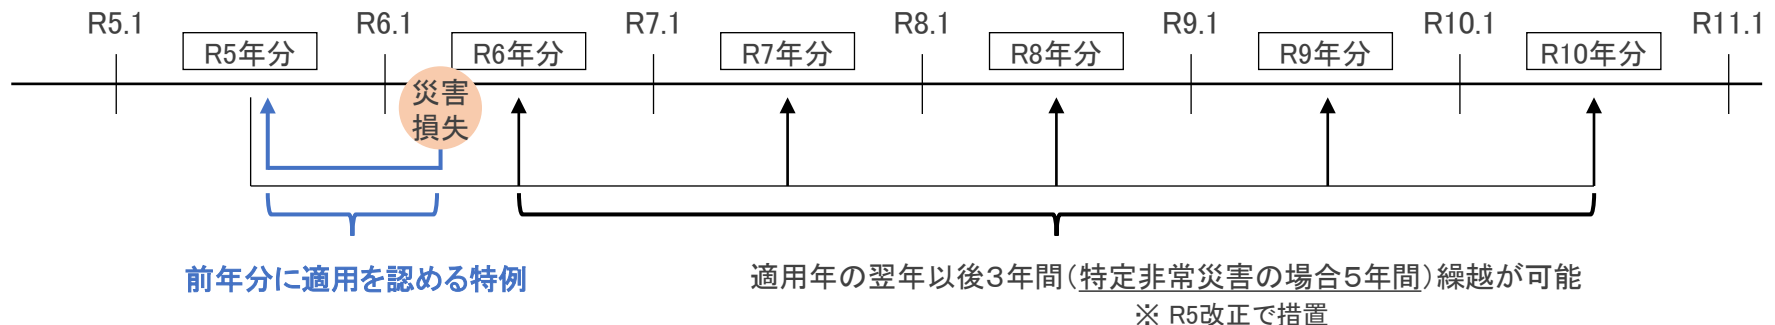 R5.1
R6.1
R7.1
R8.1
R9.1
R10.1
R11.1
R5年分
R6年分
R7年分
R8年分
R9年分
R10年分
災害
損失
前年分に適用を認める特例
適用年の翌年以後３年間（特定非常災害の場合５年間）繰越が可能
※ R5改正で措置